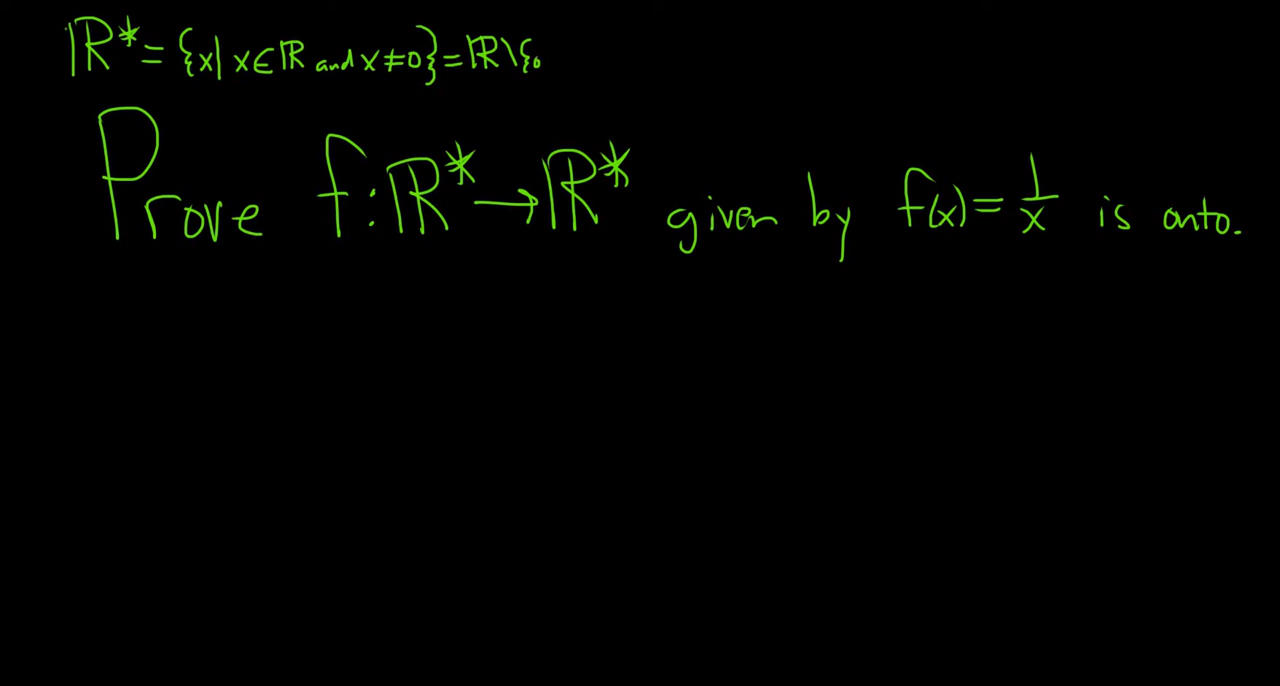 ℝ* = {x| x∈ℝ and x≠0} = ℝ\{0
Prove f:ℝ*→ℝ* given by f(x)=1/x is onto.